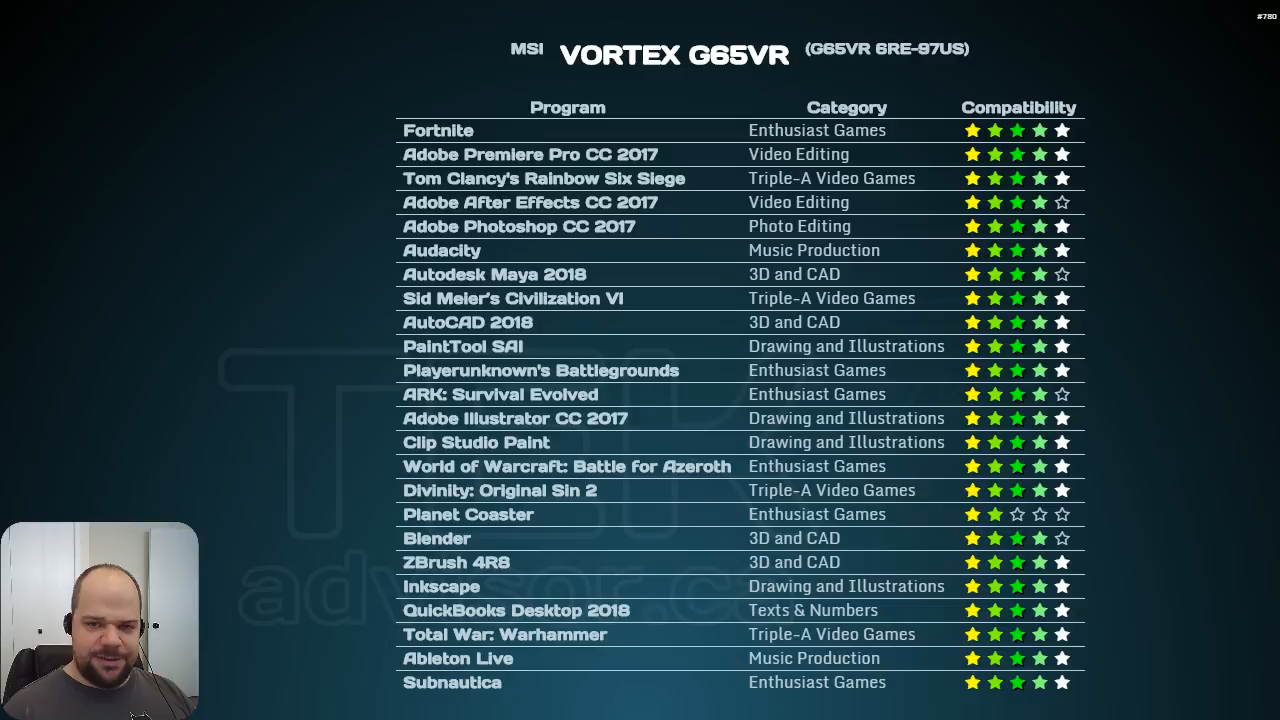 #780
MSI VORTEX G65VR (G65VR 6RE-97US)
Program Category Compatibility
Fortnite Enthusiast Games
Adobe Premiere Pro CC 2017 Video Editing
Tom Clancy's Rainbow Six Siege Triple-A Video Games
Adobe After Effects CC 2017 Video Editing
Adobe Photoshop CC 2017 Photo Editing
Audacity Music Production
Autodesk Maya 2018 3D and CAD
Sid Meier's Civilization VI Triple-A Video Games
AutoCAD 2018 3D and CAD
PaintTool SAI Drawing and Illustrations
Playerunknown's Battlegrounds Enthusiast Games
ARK: Survival Evolved Enthusiast Games
Adobe Illustrator CC 2017 Drawing and Illustrations
Clip Studio Paint Drawing and Illustrations
World of Warcraft: Battle for Azeroth Enthusiast Games
Divinity: Original Sin 2 Triple-A Video Games
Planet Coaster Enthusiast Games
Blender 3D and CAD
ZBrush 4R8 3D and CAD
Inkscape Drawing and Illustrations
QuickBooks Desktop 2018 Texts & Numbers
Total War: Warhammer Triple-A Video Games
Ableton Live Music Production
Subnautica Enthusiast Games